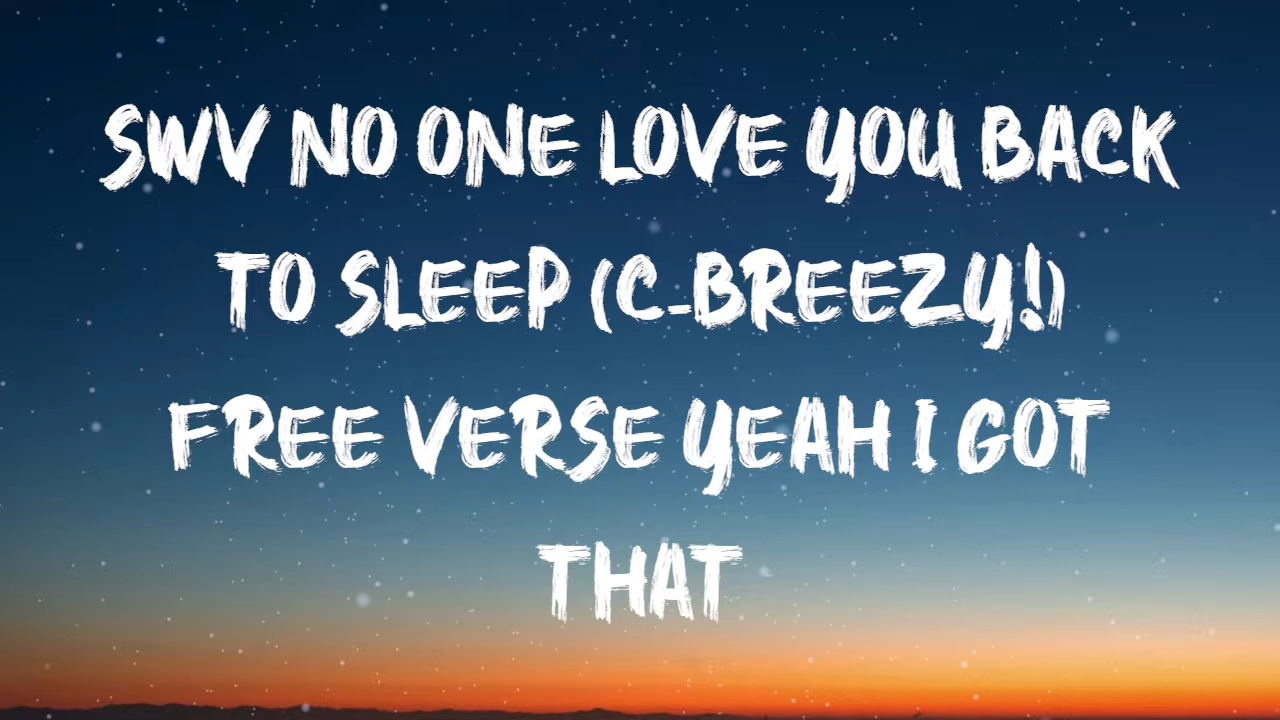 SWV NO ONE LOVE YOU BACK
TO SLEEP (C-BREEZY!)
FREE VERSE YEAH I GOT
THAT